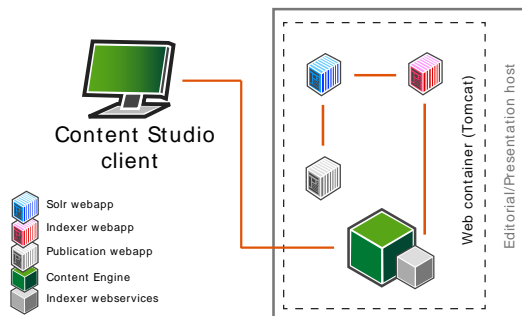 Content Studio
client
Solr webapp
Indexer webapp
Publication webapp
Content Engine
Indexer webservices
Web container (Tomcat)
Editorial/Presentation host